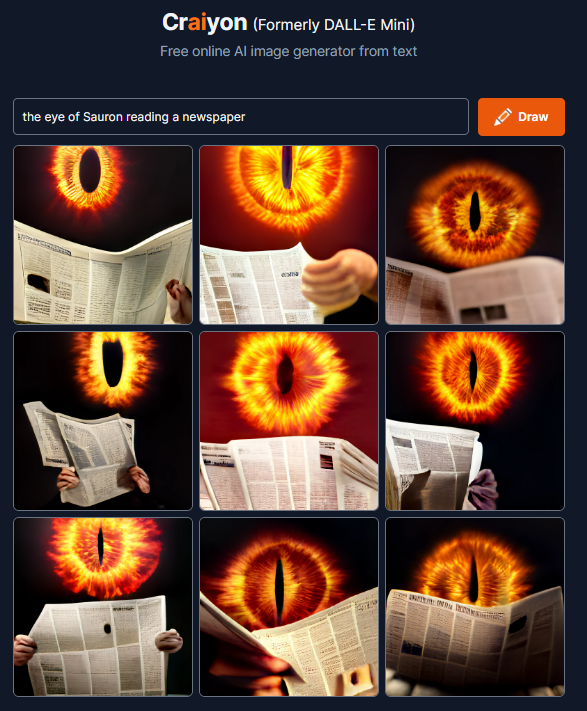 Craiyon (Formerly DALL-E Mini)
Free online AI image generator from text
the eye of Sauron reading a newspaper
Draw